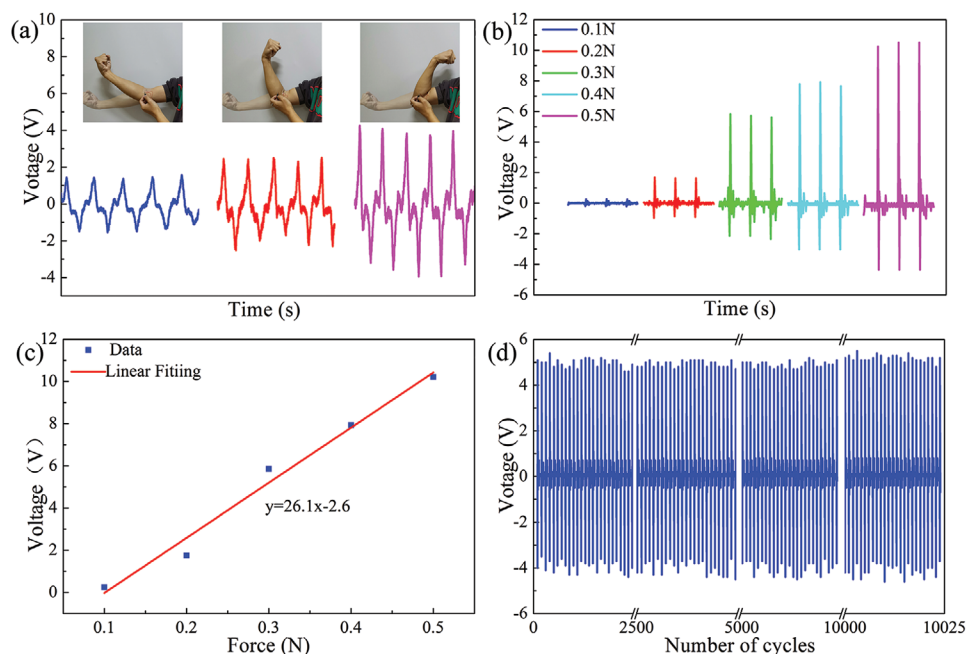 (a)
Votage (V)
10
8
6
4
2
0
-2
-4
Time (s)
(b)
Voltage（V）
12
10
8
6
4
2
0
-2
-4
-6
0.1N
0.2N
0.3N
0.4N
0.5N
Time (s)
(c)
Voltage（V）
12
10
8
6
4
2
0
Data
Linear Fitiing
y=26.1x-2.6
0.1 0.2 0.3 0.4 0.5
Force (N)
(d)
Votage (V)
6
4
2
0
-2
-4
-6
0 2500 5000 10000 10025
Number of cycles